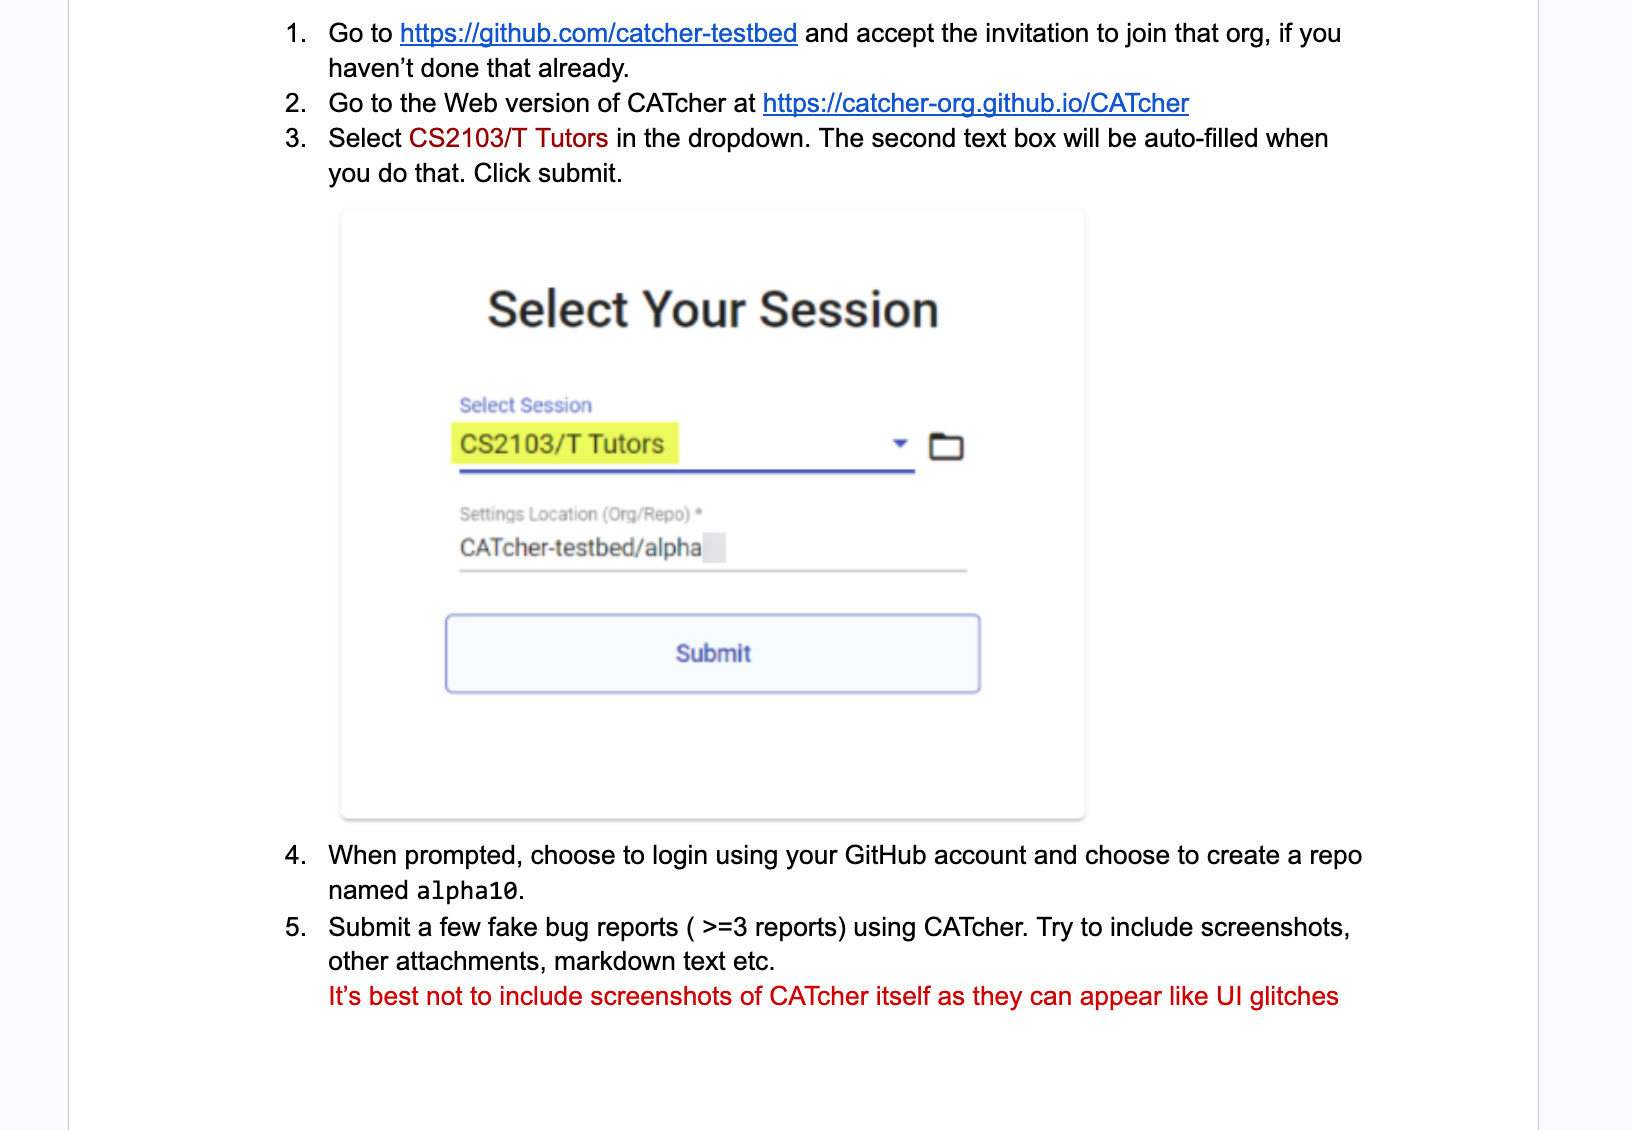 1. Go to https://github.com/catcher-testbed and accept the invitation to join that org, if you
haven’t done that already.
2. Go to the Web version of CATcher at https://catcher-org.github.io/CATcher
3. Select CS2103/T Tutors in the dropdown. The second text box will be auto-filled when
you do that. Click submit.
Select Your Session
Select Session
CS2103/T Tutors
Settings Location (Org/Repo) *
CATcher-testbed/alpha
Submit
4. When prompted, choose to login using your GitHub account and choose to create a repo
named alpha10.
5. Submit a few fake bug reports ( >=3 reports) using CATcher. Try to include screenshots,
other attachments, markdown text etc.
It’s best not to include screenshots of CATcher itself as they can appear like UI glitches